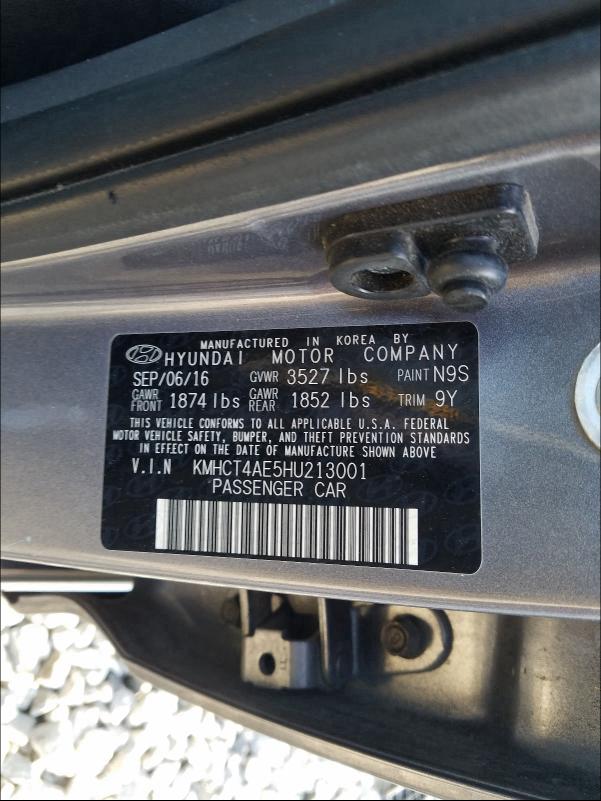 MANUFACTURED IN KOREA BY
HYUNDAI MOTOR COMPANY
SEP/06/16 GVWR 3527 lbs PAINT N9S
GAWR FRONT 1874 lbs GAWR REAR 1852 lbs TRIM 9Y
THIS VEHICLE CONFORMS TO ALL APPLICABLE U.S.A. FEDERAL
MOTOR VEHICLE SAFETY, BUMPER, AND THEFT PREVENTION STANDARDS
IN EFFECT ON THE DATE OF MANUFACTURE SHOWN ABOVE
V.I.N KMHCT4AE5HU213001
PASSENGER CAR